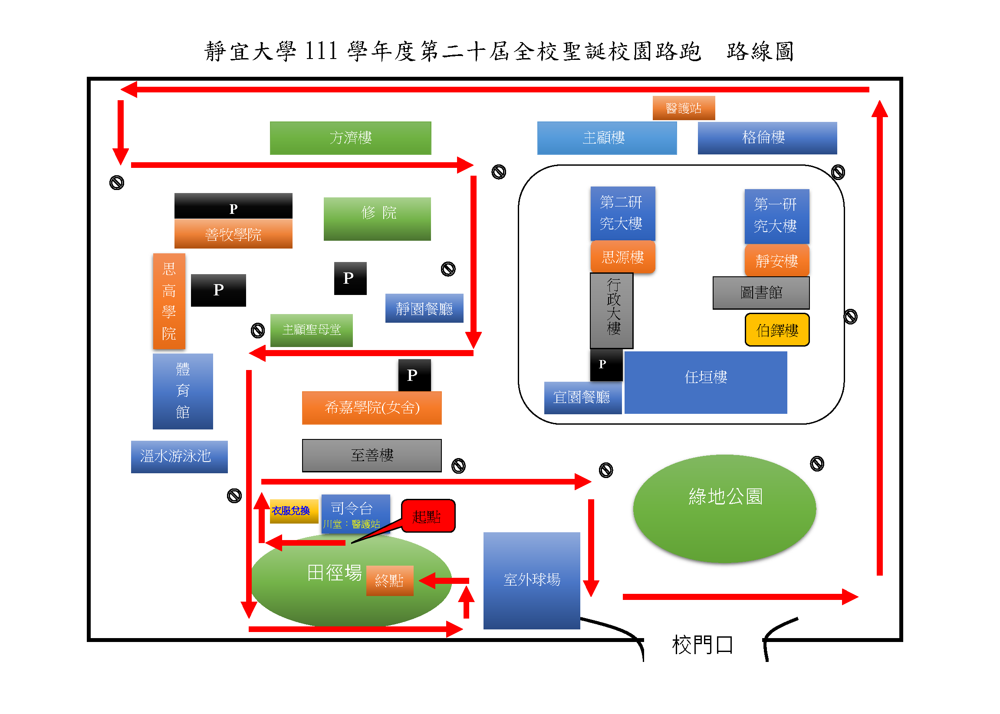 靜宜大學 111 學年度第二十屆全校聖誕校園路跑　路線圖
醫護站
方濟樓
主顧樓
格倫樓
P
善牧學院
修 院
第二研
究大樓
第一研
究大樓
思源樓
靜安樓
思
高
學
院
P
P
靜園餐廳
主顧聖母堂
行
政
大
樓
圖書館
伯鐸樓
P
任垣樓
宜園餐廳
體
育
館
P
希嘉學院(女舍)
溫水游泳池
至善樓
衣服兌換
司令台
川堂：醫護站
起點
綠地公園
田徑場
終點
室外球場
校門口